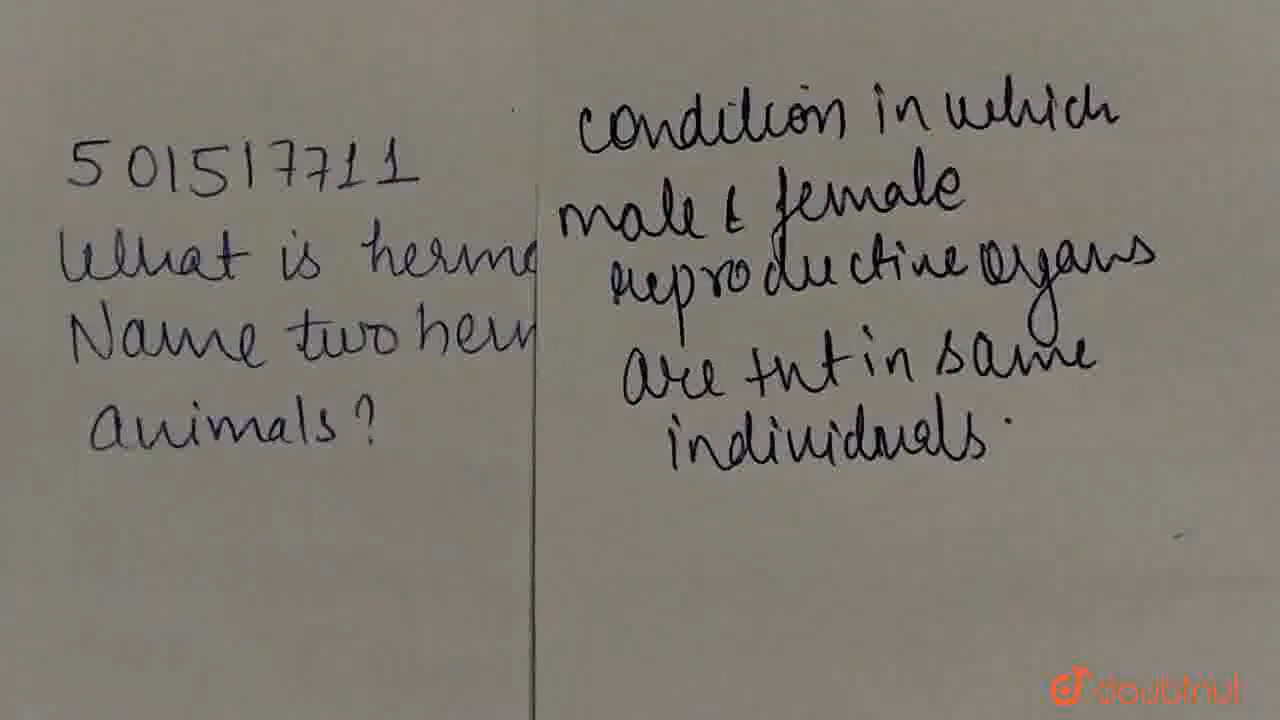 501517711
What is herma
Name two herm
animals?
condition in which
male & female
reproductive organs
are +nt in same
individuals.
doubtnut